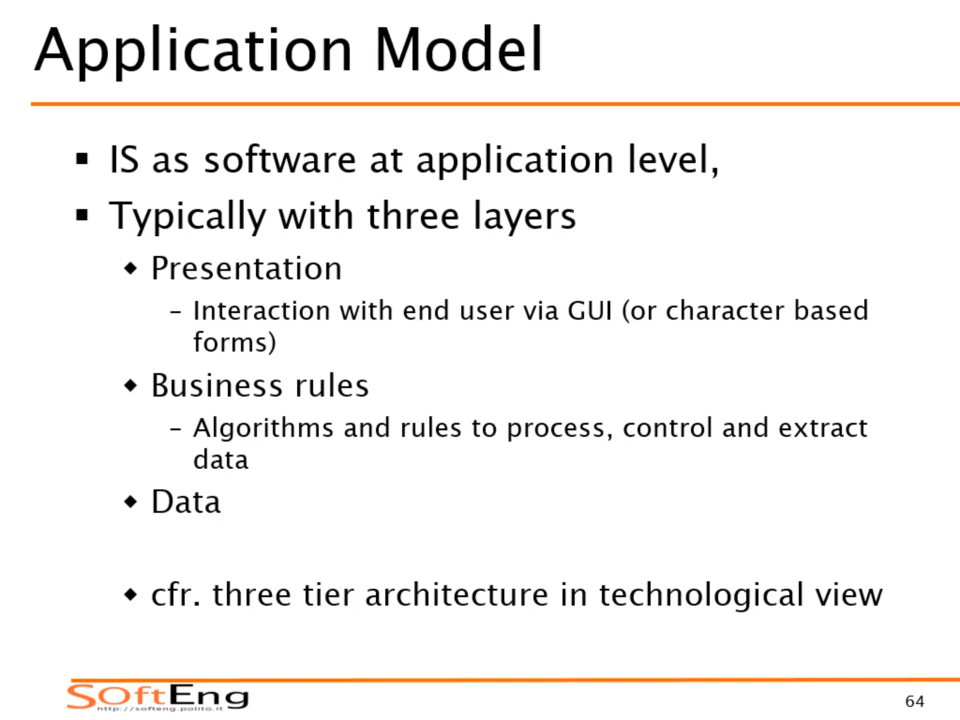 Application Model
▪ IS as software at application level,
▪ Typically with three layers
◆ Presentation
– Interaction with end user via GUI (or character based
forms)
◆ Business rules
– Algorithms and rules to process, control and extract
data
◆ Data
◆ cfr. three tier architecture in technological view
SOftEng
http://softeng.polito.it
64